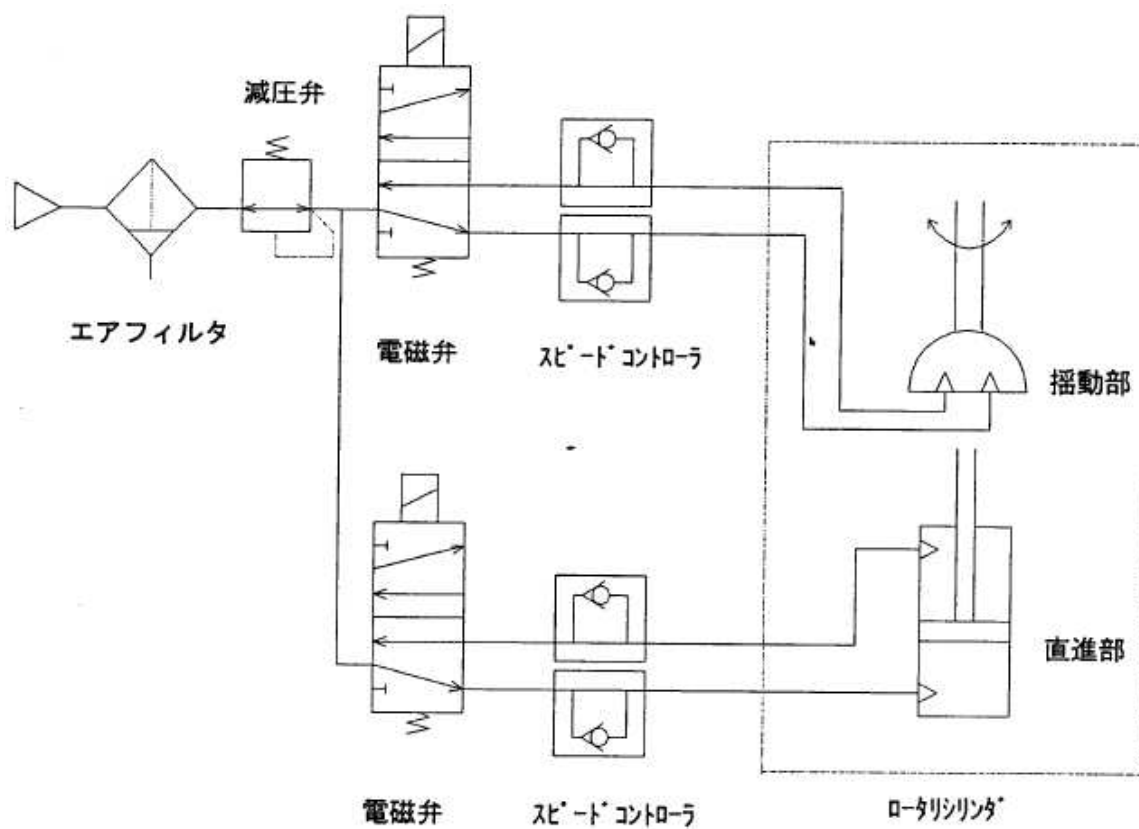 減圧弁
エアフィルタ
電磁弁
スピードコントローラ
揺動部
直進部
電磁弁
スピードコントローラ
ロータリシリンダ